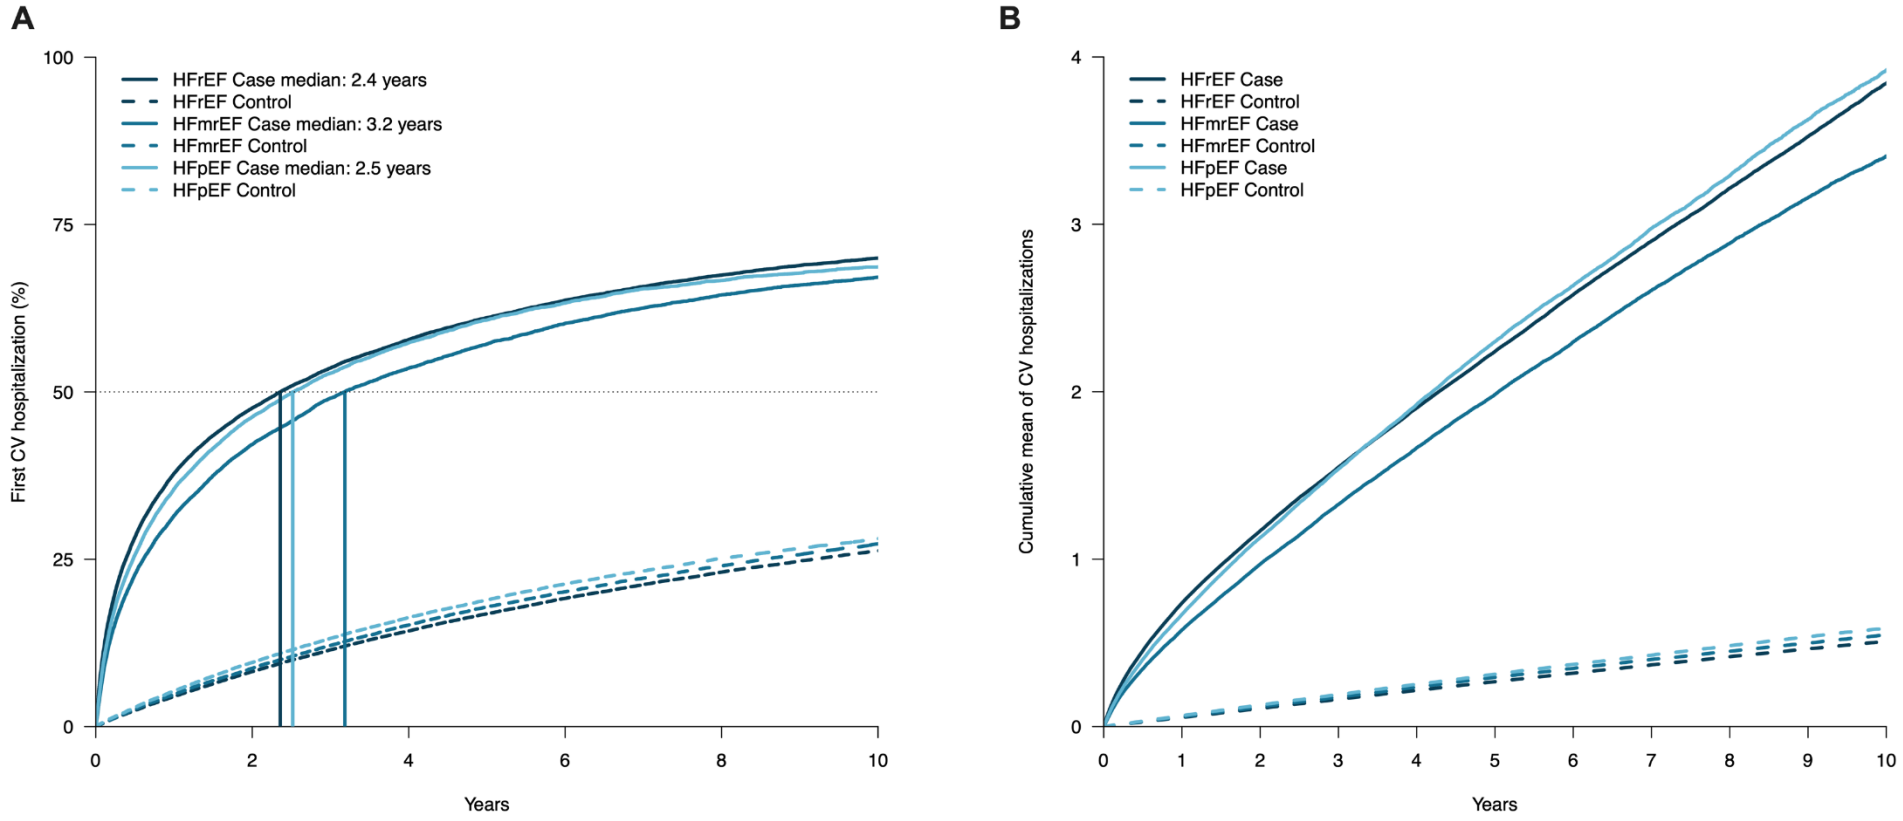 A
First CV hospitalization (%)
100
75
50
25
0
HFrEF Case median: 2.4 years
HFrEF Control
HFmrEF Case median: 3.2 years
HFmrEF Control
HFpEF Case median: 2.5 years
HFpEF Control
0 2 4 6 8 10
Years
B
Cumulative mean of CV hospitalizations
4
3
2
1
0
HFrEF Case
HFrEF Control
HFmrEF Case
HFmrEF Control
HFpEF Case
HFpEF Control
0 1 2 3 4 5 6 7 8 9 10
Years